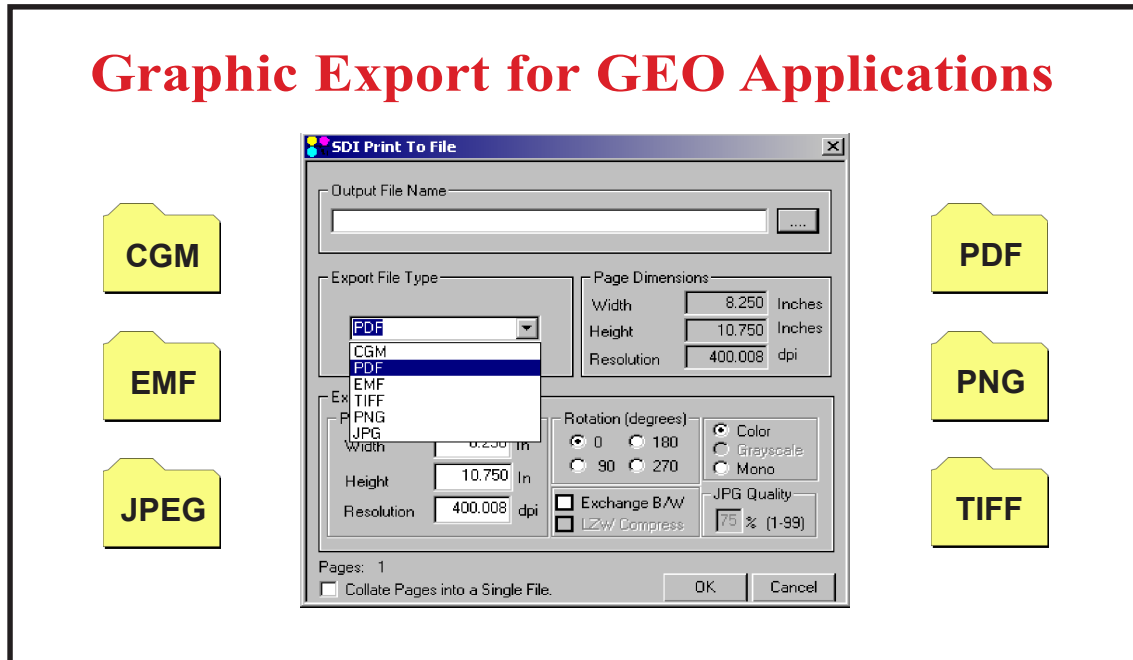 Graphic Export for GEO Applications
SDI Print To File
Output File Name
....
CGM
EMF
JPEG
PDF
PNG
TIFF
Export File Type
PDF
CGM
PDF
EMF
TIFF
PNG
JPG
Page Dimensions
Width 8.250 Inches
Height 10.750 Inches
Resolution 400.008 dpi
Width In
Height 10.750 In
Resolution 400.008 dpi
Rotation (degrees)
0 180
90 270
Color
Grayscale
Mono
Exchange B/W
LZW Compress
JPG Quality
75 % (1-99)
Pages: 1
Collate Pages into a Single File.
OK Cancel